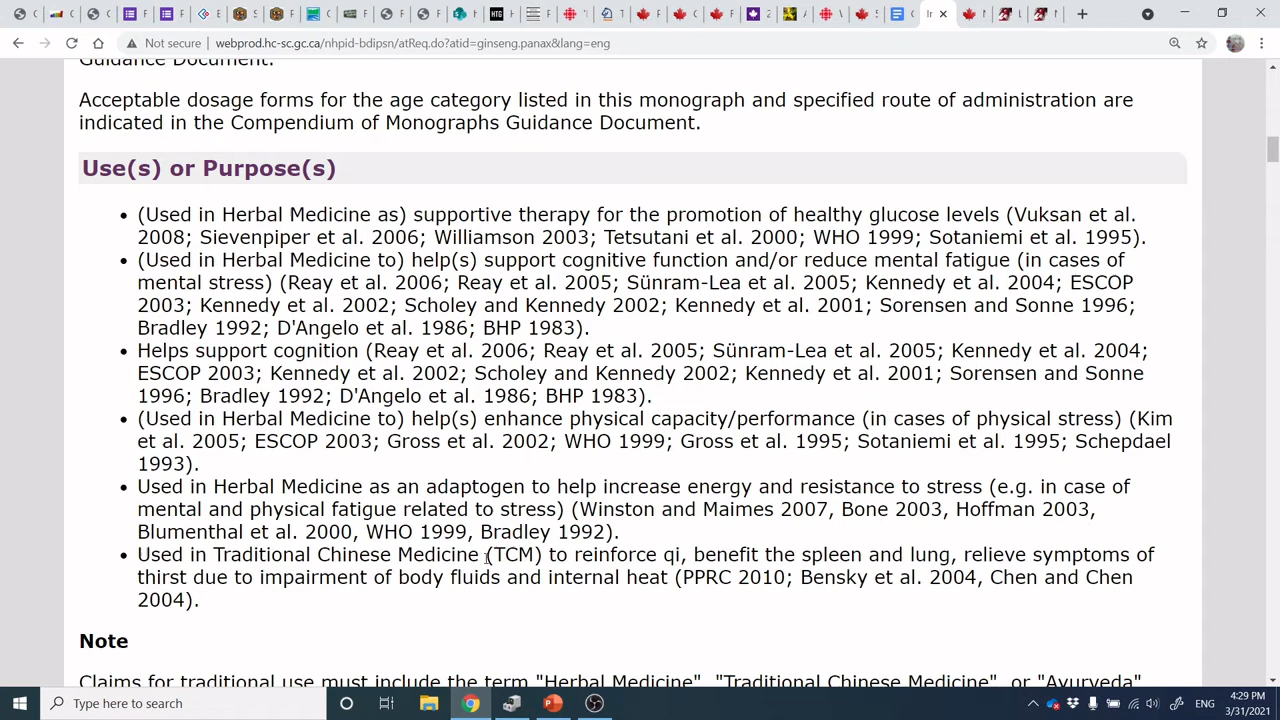 Not secure
webprod.hc-sc.gc.ca/nhpid-bdipsn/atReq.do?atid=ginseng.panax&lang=eng
Guidance Document.
Acceptable dosage forms for the age category listed in this monograph and specified route of administration are
indicated in the Compendium of Monographs Guidance Document.
Use(s) or Purpose(s)
• (Used in Herbal Medicine as) supportive therapy for the promotion of healthy glucose levels (Vuksan et al.
2008; Sievenpiper et al. 2006; Williamson 2003; Tetsutani et al. 2000; WHO 1999; Sotaniemi et al. 1995).
• (Used in Herbal Medicine to) help(s) support cognitive function and/or reduce mental fatigue (in cases of
mental stress) (Reay et al. 2006; Reay et al. 2005; Sünram-Lea et al. 2005; Kennedy et al. 2004; ESCOP
2003; Kennedy et al. 2002; Scholey and Kennedy 2002; Kennedy et al. 2001; Sorensen and Sonne 1996;
Bradley 1992; D'Angelo et al. 1986; BHP 1983).
• Helps support cognition (Reay et al. 2006; Reay et al. 2005; Sünram-Lea et al. 2005; Kennedy et al. 2004;
ESCOP 2003; Kennedy et al. 2002; Scholey and Kennedy 2002; Kennedy et al. 2001; Sorensen and Sonne
1996; Bradley 1992; D'Angelo et al. 1986; BHP 1983).
• (Used in Herbal Medicine to) help(s) enhance physical capacity/performance (in cases of physical stress) (Kim
et al. 2005; ESCOP 2003; Gross et al. 2002; WHO 1999; Gross et al. 1995; Sotaniemi et al. 1995; Schepdael
1993).
• Used in Herbal Medicine as an adaptogen to help increase energy and resistance to stress (e.g. in case of
mental and physical fatigue related to stress) (Winston and Maimes 2007, Bone 2003, Hoffman 2003,
Blumenthal et al. 2000, WHO 1999, Bradley 1992).
• Used in Traditional Chinese Medicine (TCM) to reinforce qi, benefit the spleen and lung, relieve symptoms of
thirst due to impairment of body fluids and internal heat (PPRC 2010; Bensky et al. 2004, Chen and Chen
2004).
Note
Claims for traditional use must include the term "Herbal Medicine", "Traditional Chinese Medicine", or "Ayurveda"
Type here to search
ENG
4:29 PM
3/31/2021